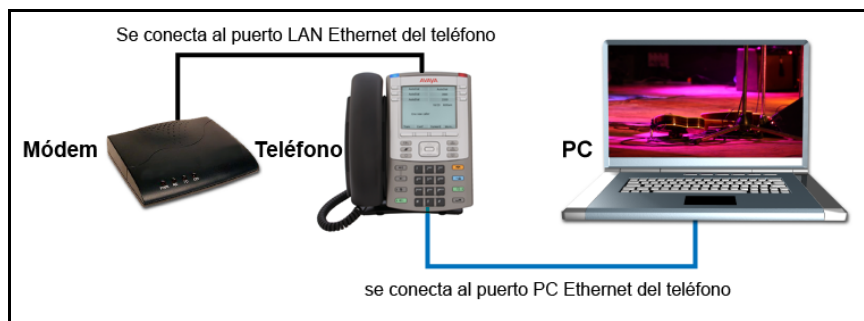 Se conecta al puerto LAN Ethernet del teléfono
AVAYA
Módem
Teléfono
PC
se conecta al puerto PC Ethernet del teléfono